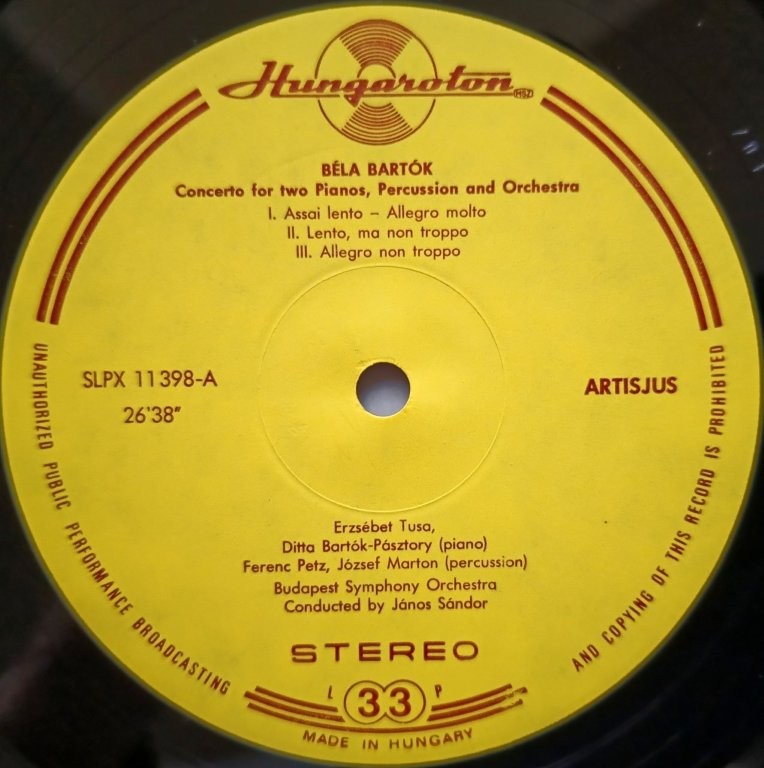 Hungaroton
MSZ
BÉLA BARTÓK
Concerto for two Pianos, Percussion and Orchestra
I. Assai lento – Allegro molto
II. Lento, ma non troppo
III. Allegro non troppo
SLPX 11398-A
26'38"
ARTISJUS
Erzsébet Tusa,
Ditta Bartók-Pásztory (piano)
Ferenc Petz, József Marton (percussion)
Budapest Symphony Orchestra
Conducted by János Sándor
STEREO
L 33 P
MADE IN HUNGARY
UNAUTHORIZED PUBLIC PERFORMANCE BROADCASTING
AND COPYING OF THIS RECORD IS PROHIBITED